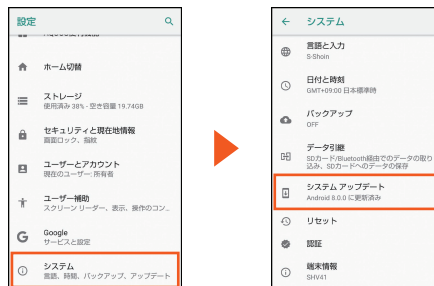 設定
ホーム切替
ストレージ
使用済み 38% - 空き容量 19.74GB
セキュリティと現在地情報
画面ロック、指紋
ユーザーとアカウント
現在のユーザー: 所有者
ユーザー補助
スクリーン リーダー、表示、操作のコン...
Google
サービスと設定
システム
言語、時間、バックアップ、アップデート
システム
言語と入力
S-Shoin
日付と時刻
GMT+09:00 日本標準時
バックアップ
OFF
データ引継
SDカード/Bluetooth経由でのデータの取り
込み、SDカードへのデータの保存
システム アップデート
Android 8.0.0 に更新済み
リセット
認証
端末情報
SHV41